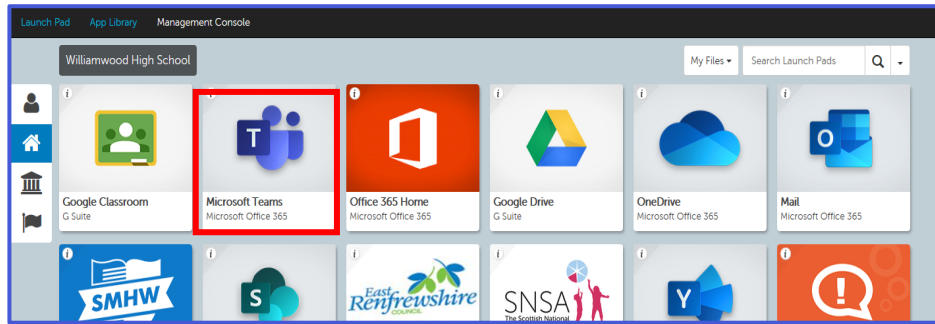 Launch Pad App Library Management Console
Williamwood High School
My Files
Search Launch Pads
Google Classroom
G Suite
T
Microsoft Teams
Microsoft Office 365
Office 365 Home
Microsoft Office 365
Google Drive
G Suite
OneDrive
Microsoft Office 365
O
Mail
Microsoft Office 365
SMHW
S
East
Renfrewshire
COUNCIL
SNSA
The Scottish National
Y
!